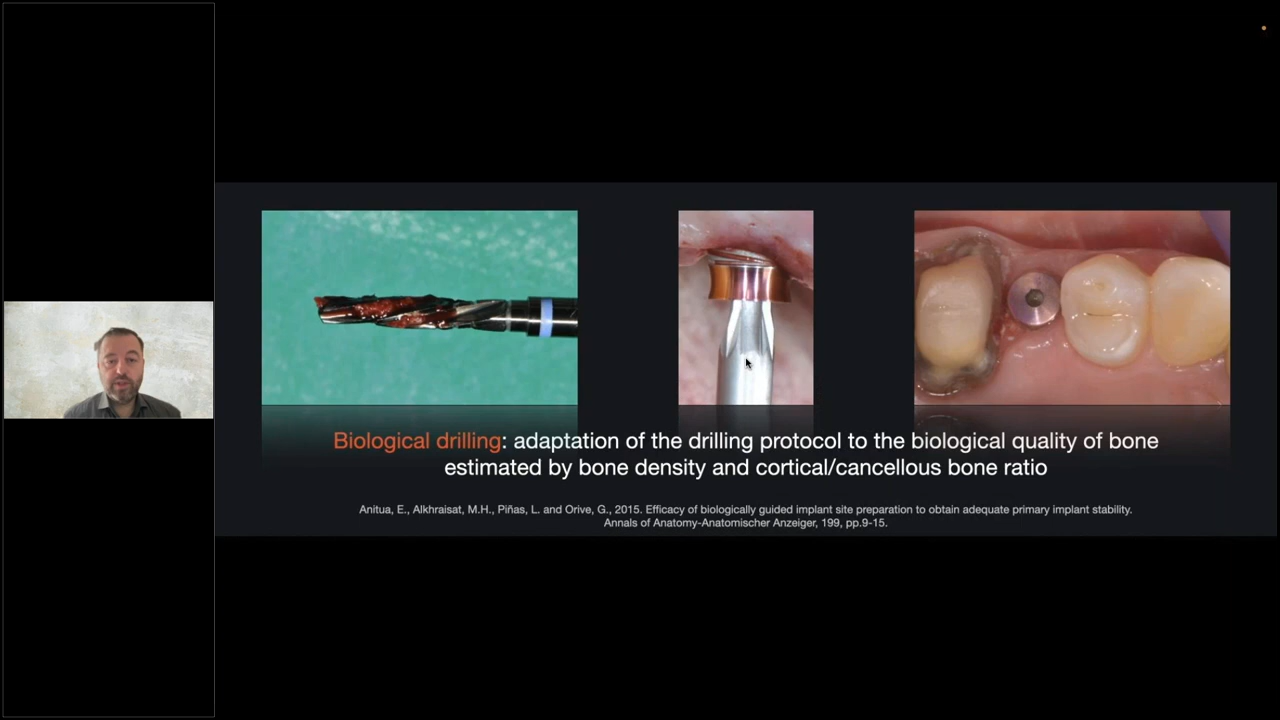 Biological drilling: adaptation of the drilling protocol to the biological quality of bone
estimated by bone density and cortical/cancellous bone ratio
Anitua, E., Alkhraisat, M.H., Piñas, L. and Orive, G., 2015. Efficacy of biologically guided implant site preparation to obtain adequate primary implant stability.
Annals of Anatomy-Anatomischer Anzeiger, 199, pp.9-15.